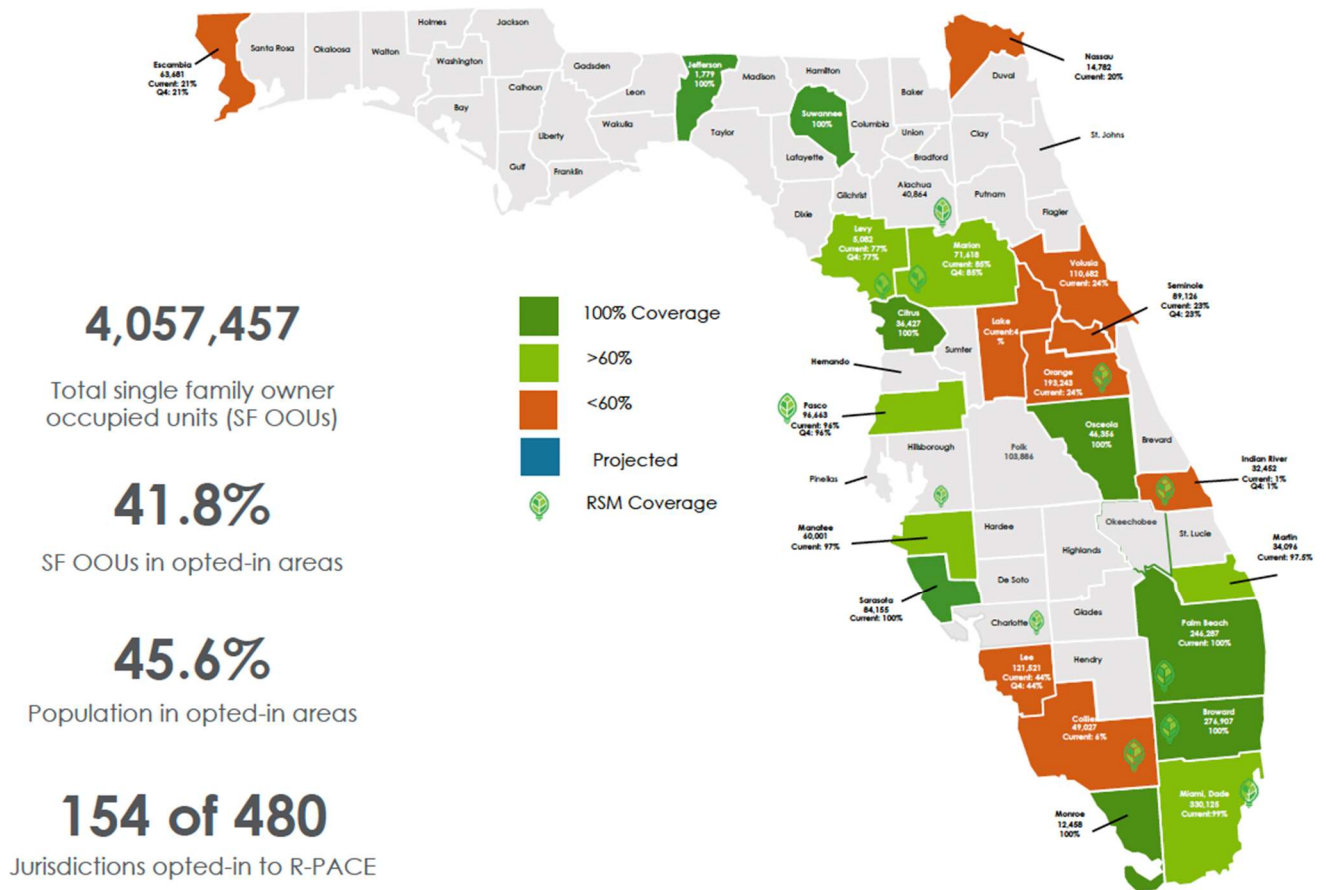 Holmes
Jackson
Santa Rosa
Okaloosa
Walton
Washington
Gadsden
Calhoun
Leon
Bay
Liberty
Wakulla
Gulf
Franklin
Escambia
63,681
Current: 21%
Q4: 21%
Jefferson
1,779
100%
Madison
Hamilton
Suwannee
100%
Taylor
Lafayette
Columbia
Baker
Union
Bradford
Nassau
14,782
Current: 20%
Duval
Clay
St. Johns
Dixie
Gilchrist
Alachua
40,864
Putnam
Flagler
Levy
5,082
Current: 77%
Q4: 77%
Marion
71,618
Current: 85%
Q4: 85%
Volusia
110,682
Current: 24%
Seminole
89,126
Current: 23%
Q4: 23%
Citrus
36,427
100%
Sumter
Lake
Current:4
%
Hernando
Orange
193,243
Current: 24%
Pasco
96,663
Current: 96%
Q4: 96%
Osceola
46,356
100%
Brevard
Hillsborough
Polk
103,886
Pinellas
Indian River
32,452
Current: 1%
Q4: 1%
Manatee
60,001
Current: 97%
Hardee
Okeechobee
St. Lucie
Highlands
Martin
34,096
Current: 97.5%
De Soto
Sarasota
84,155
Current: 100%
Charlotte
Glades
Palm Beach
246,287
Current: 100%
Lee
121,521
Current: 44%
Q4: 44%
Hendry
Collier
49,027
Current: 6%
Broward
276,907
100%
Monroe
12,458
100%
Miami, Dade
330,125
Current:99%
4,057,457
Total single family owner
occupied units (SF OOUs)
41.8%
SF OOUs in opted-in areas
45.6%
Population in opted-in areas
154 of 480
Jurisdictions opted-in to R-PACE
100% Coverage
>60%
<60%
Projected
RSM Coverage